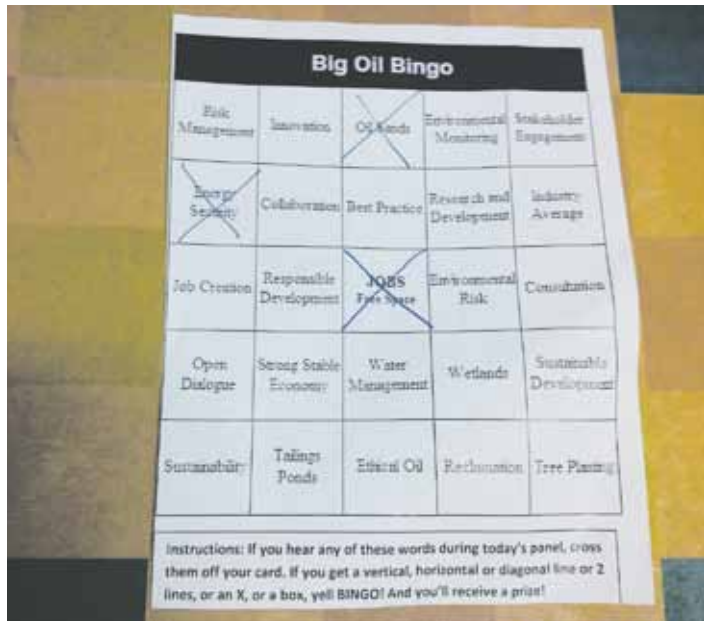 Big Oil Bingo
Risk
Management
Innovation
Oil Sands
Environmental
Monitoring
Stakeholder
Engagement
Energy
Security
Collaboration
Best Practice
Research and
Development
Industry
Average
Job Creation
Responsible
Development
JOBS
Free Space
Environmental
Risk
Consultation
Open
Dialogue
Strong Stable
Economy
Water
Management
Wetlands
Sustainable
Development
Sustainability
Tailings
Ponds
Ethical Oil
Reclamation
Tree Planting
Instructions: If you hear any of these words during today's panel, cross
them off your card. If you get a vertical, horizontal or diagonal line or 2
lines, or an X, or a box, yell BINGO! And you'll receive a prize!